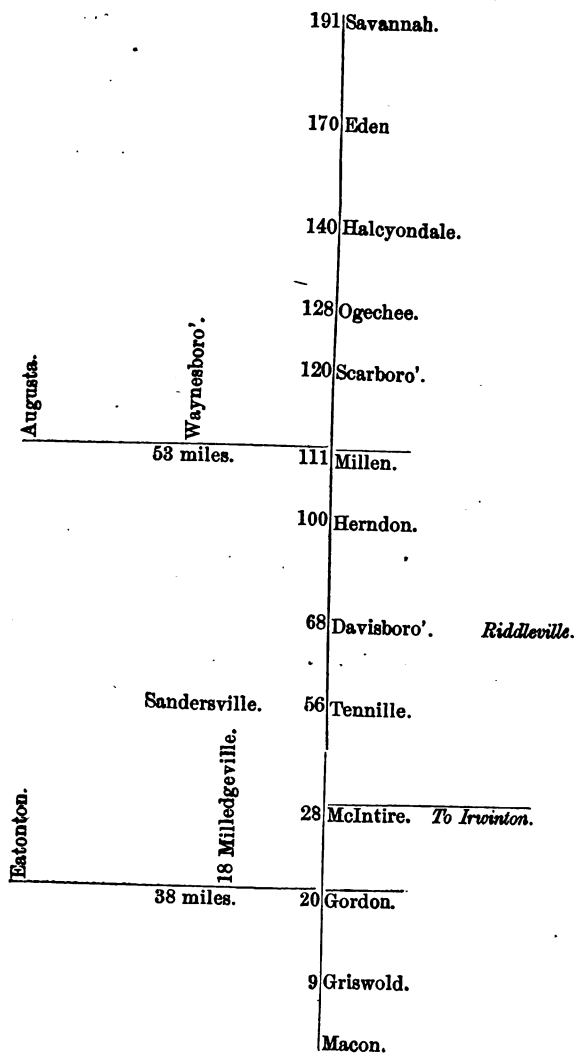 191 Savannah.
170 Eden
140 Halcyondale.
128 Ogechee.
120 Scarboro'.
Augusta.
Waynesboro'.
53 miles.
111 Millen.
100 Herndon.
68 Davisboro'. Riddleville.
Sandersville.
56 Tennille.
28 McIntire. To Irwinton.
Eatonton.
18 Milledgeville.
38 miles.
20 Gordon.
9 Griswold.
Macon.